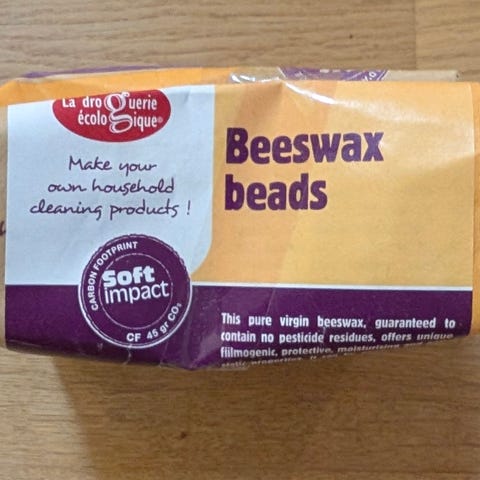 La droguerie
écologique®
Make your
own household
cleaning products !
Beeswax
beads
CARBON FOOTPRINT
soft
impact
CF 45 gr CO₂
This pure virgin beeswax, guaranteed to
contain no pesticide residues, offers unique
fiilmogenic, protective, moisturising and